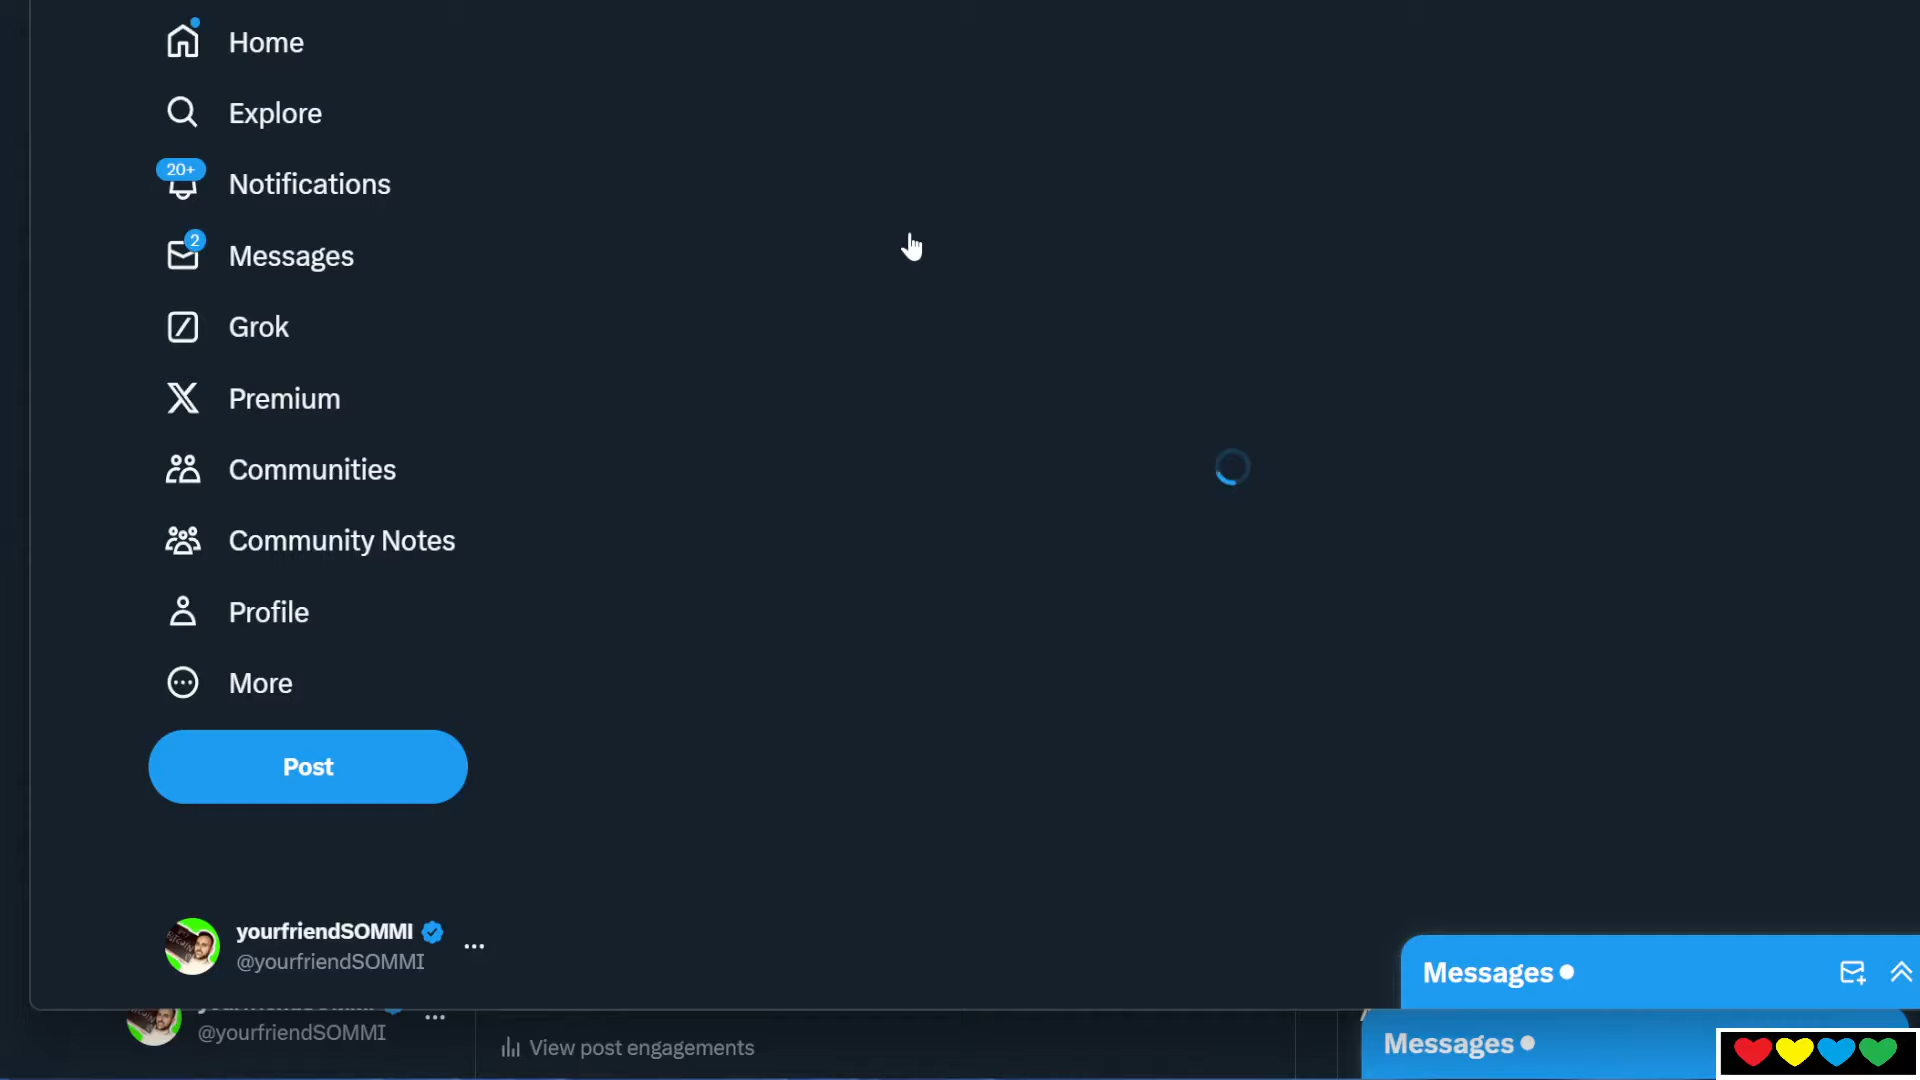 Home
Explore
20+
Notifications
2
Messages
Grok
Premium
Communities
Community Notes
Profile
More
Post
yourfriendSOMMI
@yourfriendSOMMI
Messages
@yourfriendSOMMI
View post engagements
Messages